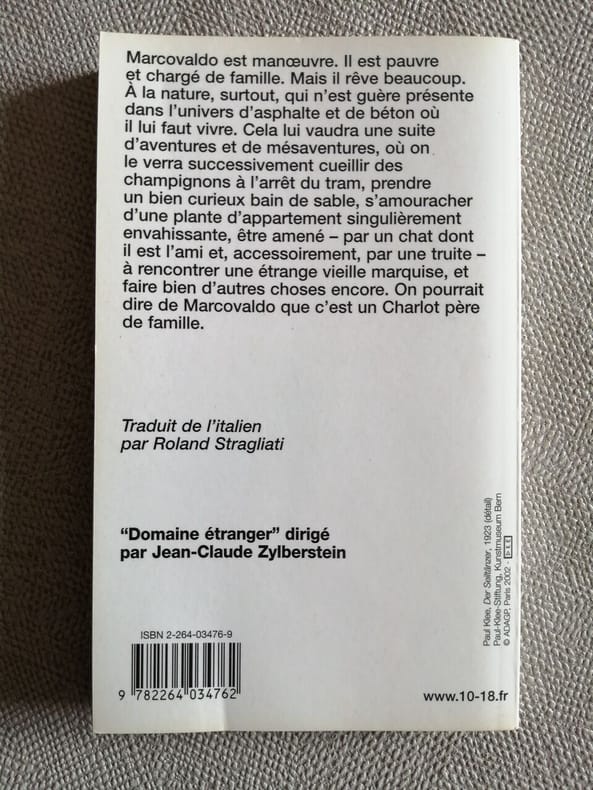 Marcovaldo est manœuvre. Il est pauvre
et chargé de famille. Mais il rêve beaucoup.
À la nature, surtout, qui n'est guère présente
dans l'univers d'asphalte et de béton où
il lui faut vivre. Cela lui vaudra une suite
d'aventures et de mésaventures, où on
le verra successivement cueillir des
champignons à l'arrêt du tram, prendre
un bien curieux bain de sable, s'amouracher
d'une plante d'appartement singulièrement
envahissante, être amené – par un chat dont
il est l'ami et, accessoirement, par une truite –
à rencontrer une étrange vieille marquise, et
faire bien d'autres choses encore. On pourrait
dire de Marcovaldo que c'est un Charlot père
de famille.
Traduit de l'italien
par Roland Stragliati
"Domaine étranger" dirigé
par Jean-Claude Zylberstein
Paul Klee, Der Seiltänzer, 1923 (détail)
Paul-Klee-Stiftung, Kunstmuseum Bern
© ADAGP, Paris 2002 -
ISBN 2-264-03476-9
9 782264 034762
www.10-18.fr